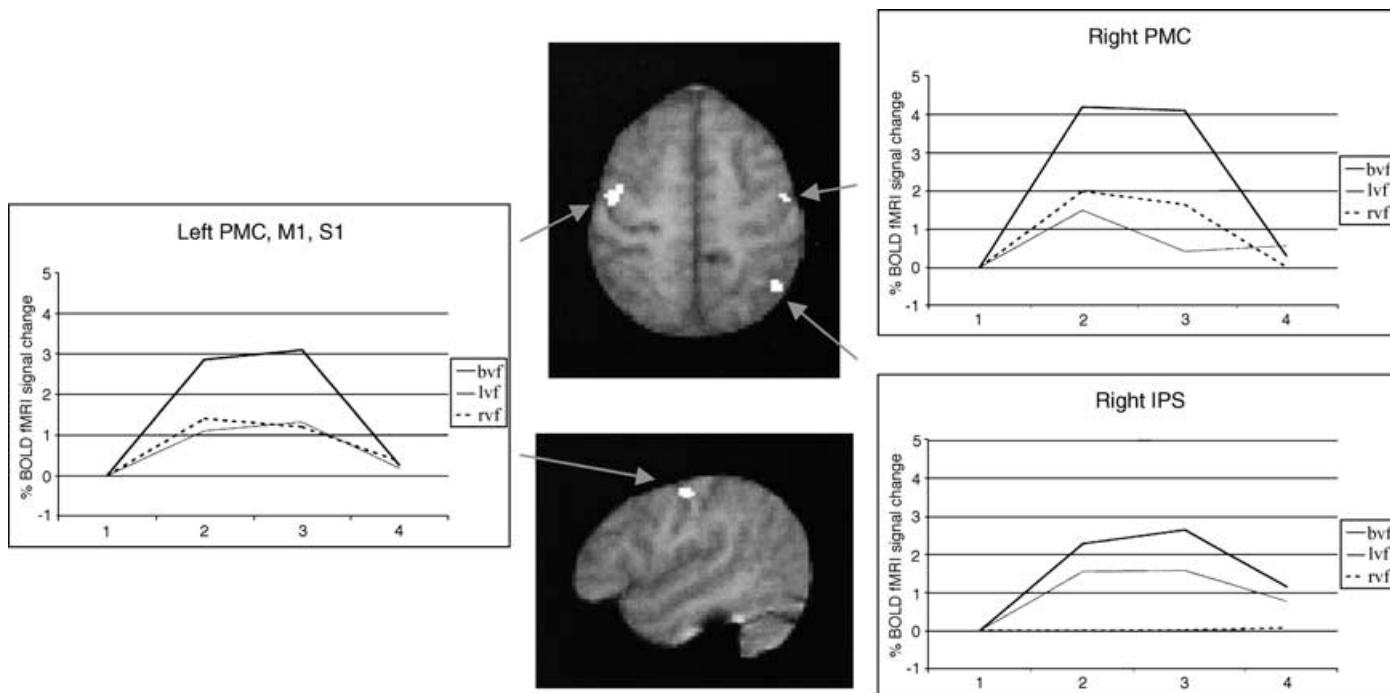 Left PMC, M1, S1
% BOLD fMRI signal change
5
4
3
2
1
0
-1
1 2 3 4
bvf
lvf
rvf
Right PMC
% BOLD fMRI signal change
5
4
3
2
1
0
-1
1 2 3 4
bvf
lvf
rvf
Right IPS
% BOLD fMRI signal change
5
4
3
2
1
0
-1
1 2 3 4
bvf
lvf
rvf